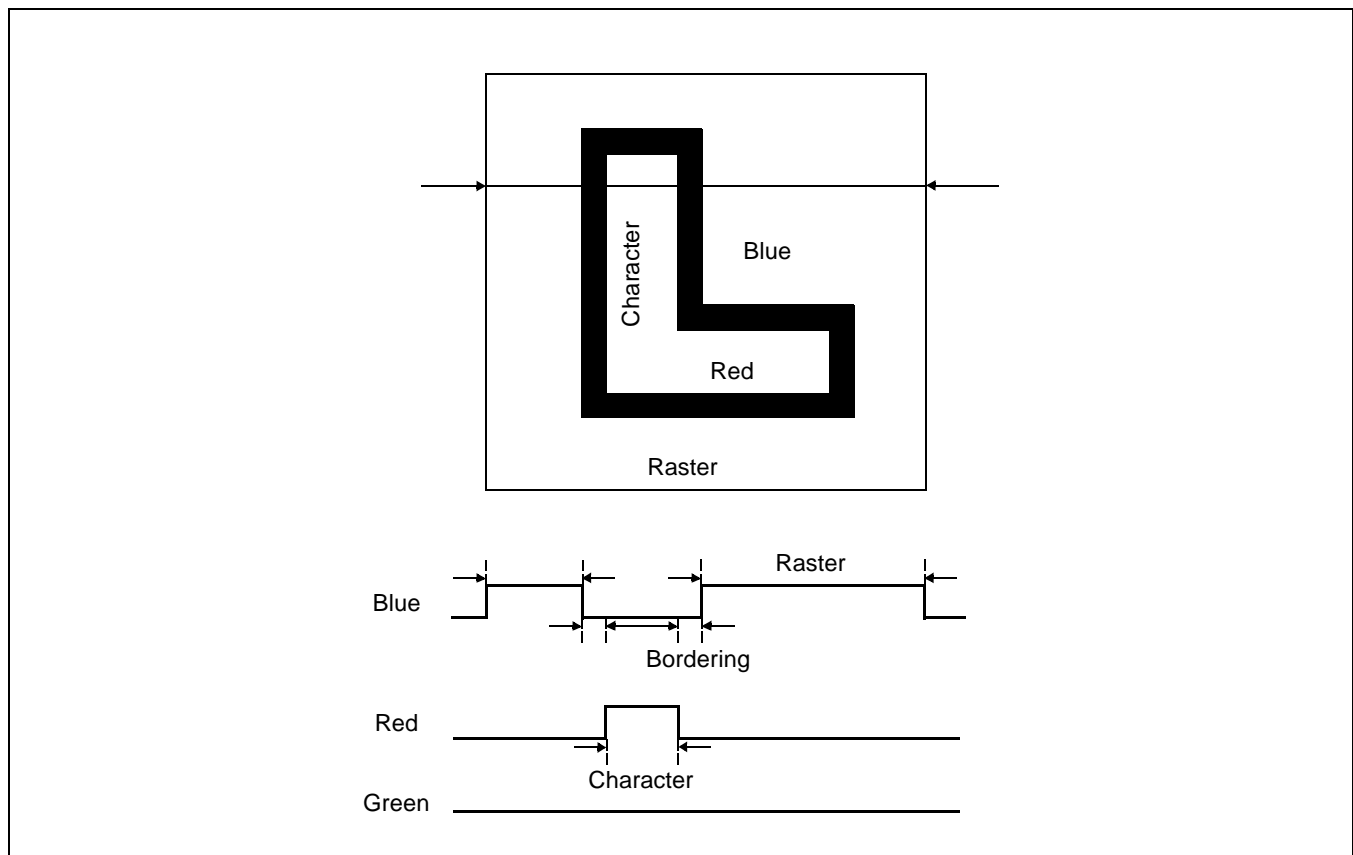 Character
Blue
Red
Raster
Raster
Blue
Bordering
Red
Character
Green